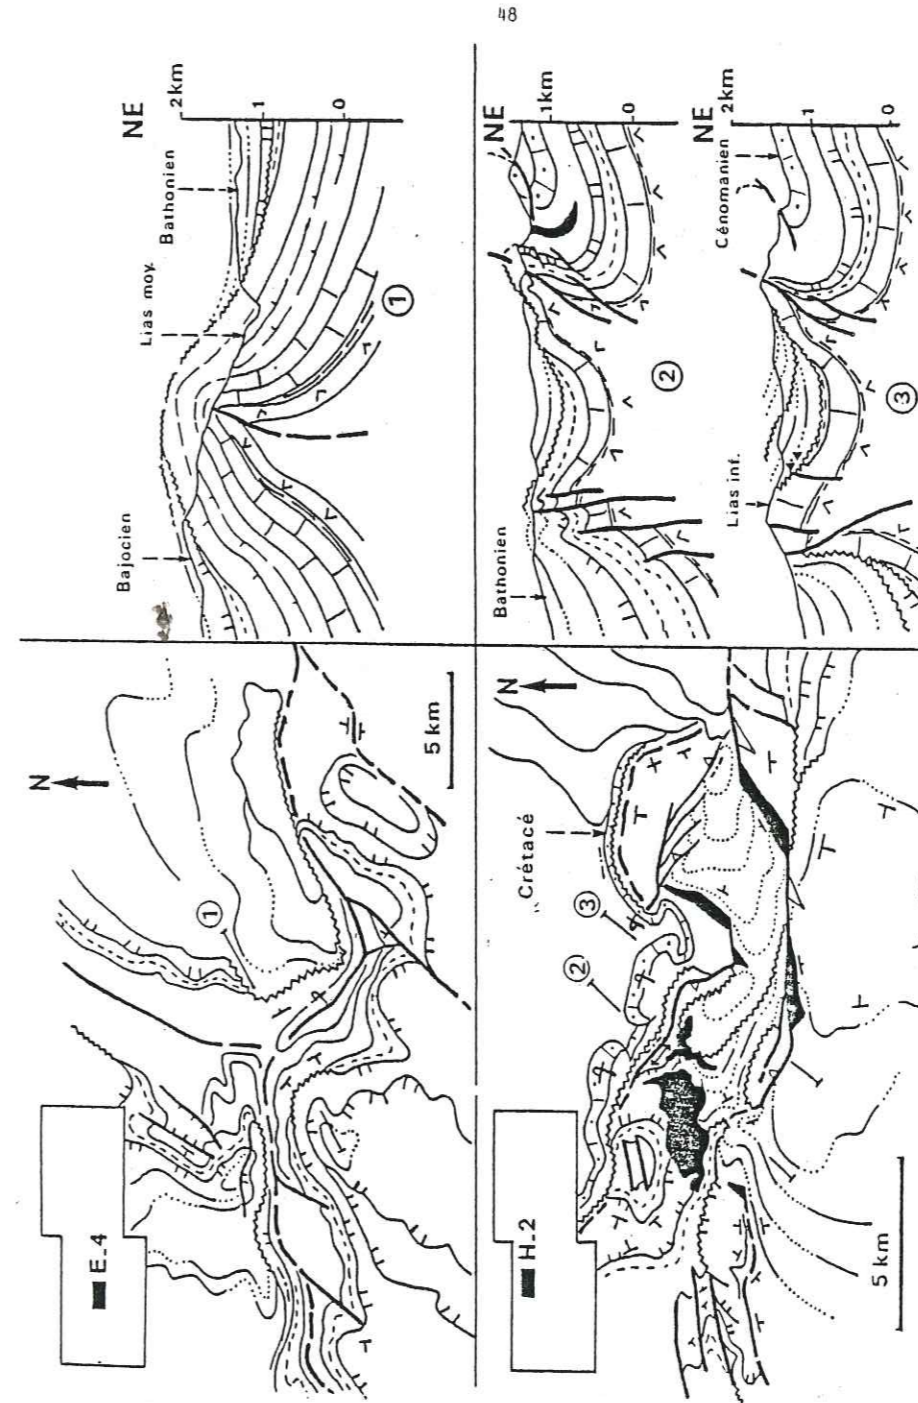 48
NE
2km
1
0
Bathonien
Lias moy.
Bajocien
1
NE
1km
0
Bathonien
2
NE
2km
1
0
Cénomanien
Lias inf.
3
N
E.4
1
5 km
N
H.2
Crétacé
3
2
5 km